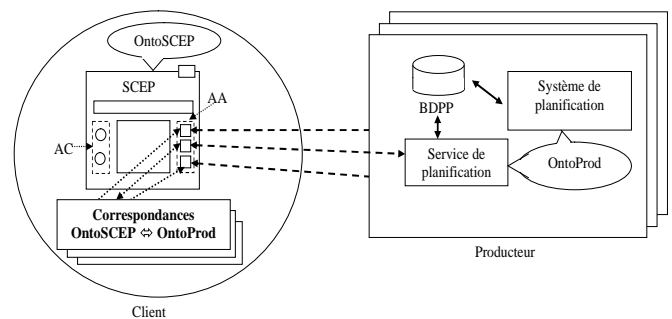 OntoSCEP
SCEP
AA
AC
Correspondances
OntoSCEP ⇔ OntoProd
Client
BDPP
Système de
planification
Service de
planification
OntoProd
Producteur